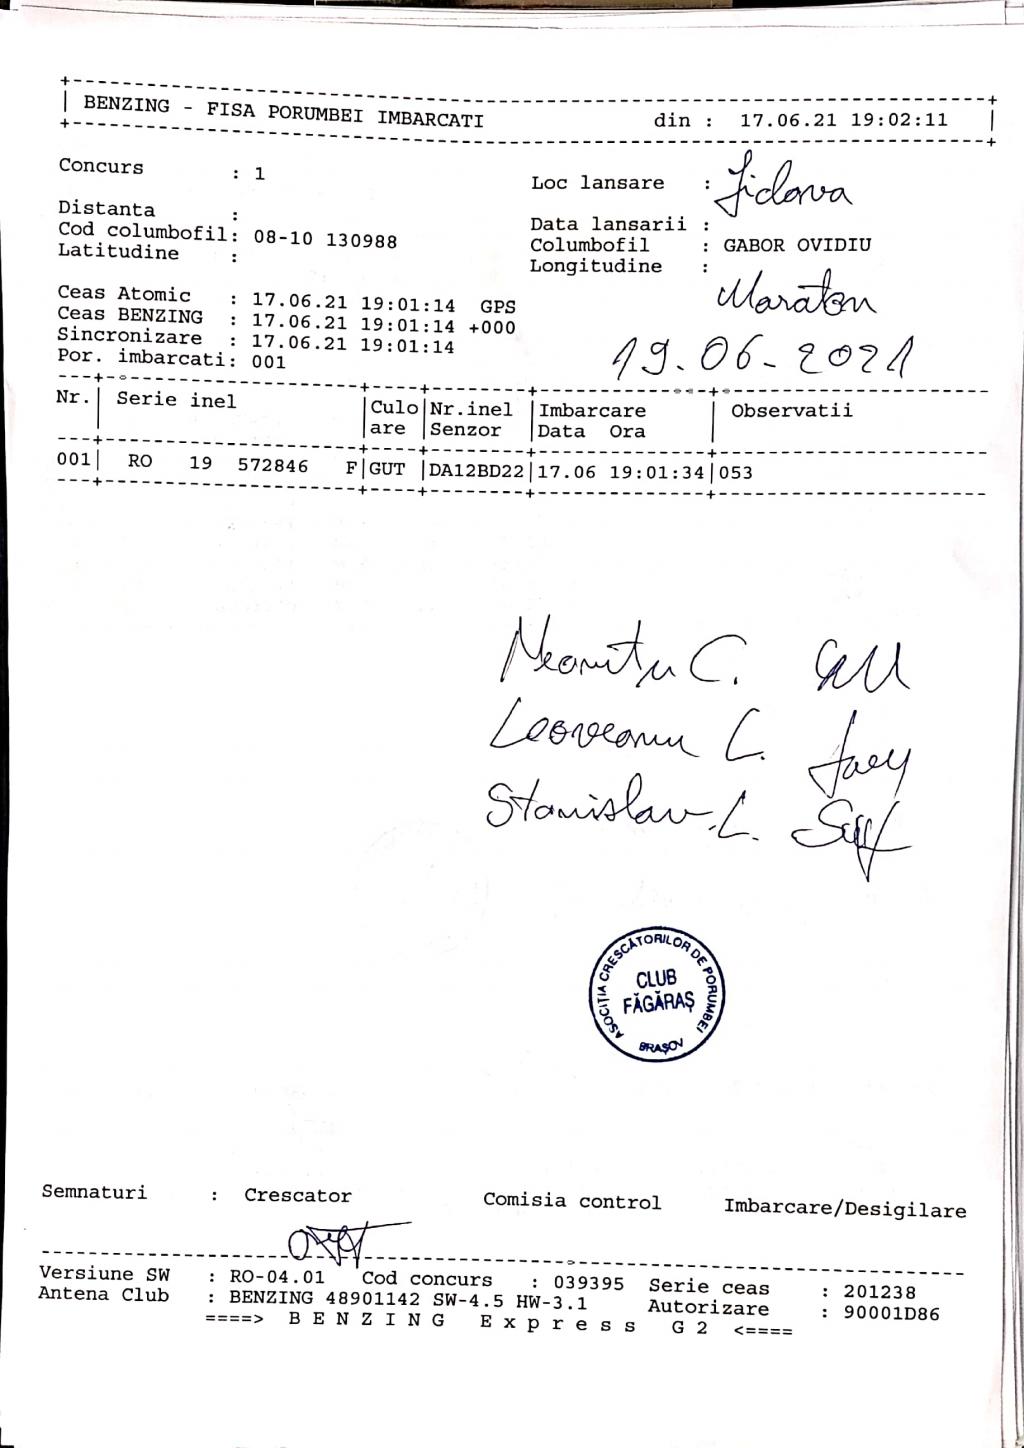 BENZING - FISA PORUMBEI IMBARCATI din : 17.06.21 19:02:11
Concurs : 1
Loc lansare : Jidova
Distanta :
Data lansarii :
Cod columbofil: 08-10 130988
Columbofil : GABOR OVIDIU
Latitudine :
Longitudine :
Maraton
Ceas Atomic : 17.06.21 19:01:14 GPS
Ceas BENZING : 17.06.21 19:01:14 +000
Sincronizare : 17.06.21 19:01:14
19.06-2021
Por. imbarcati: 001
Nr. Serie inel Culo Nr.inel Imbarcare Observatii
are Senzor Data Ora
001 RO 19 572846 F GUT DA12BD22 17.06 19:01:34 053
Neamitu C.
Leoveanu L.
Stanislav. L.
ASOCIȚIA CRESCĂTORILOR DE PORUMBEI
CLUB
FĂGĂRAȘ
BRAȘOV
Semnaturi : Crescator Comisia control Imbarcare/Desigilare
Versiune SW : RO-04.01 Cod concurs : 039395 Serie ceas : 201238
Antena Club : BENZING 48901142 SW-4.5 HW-3.1 Autorizare : 90001D86
====> B E N Z I N G E x p r e s s G 2 <====